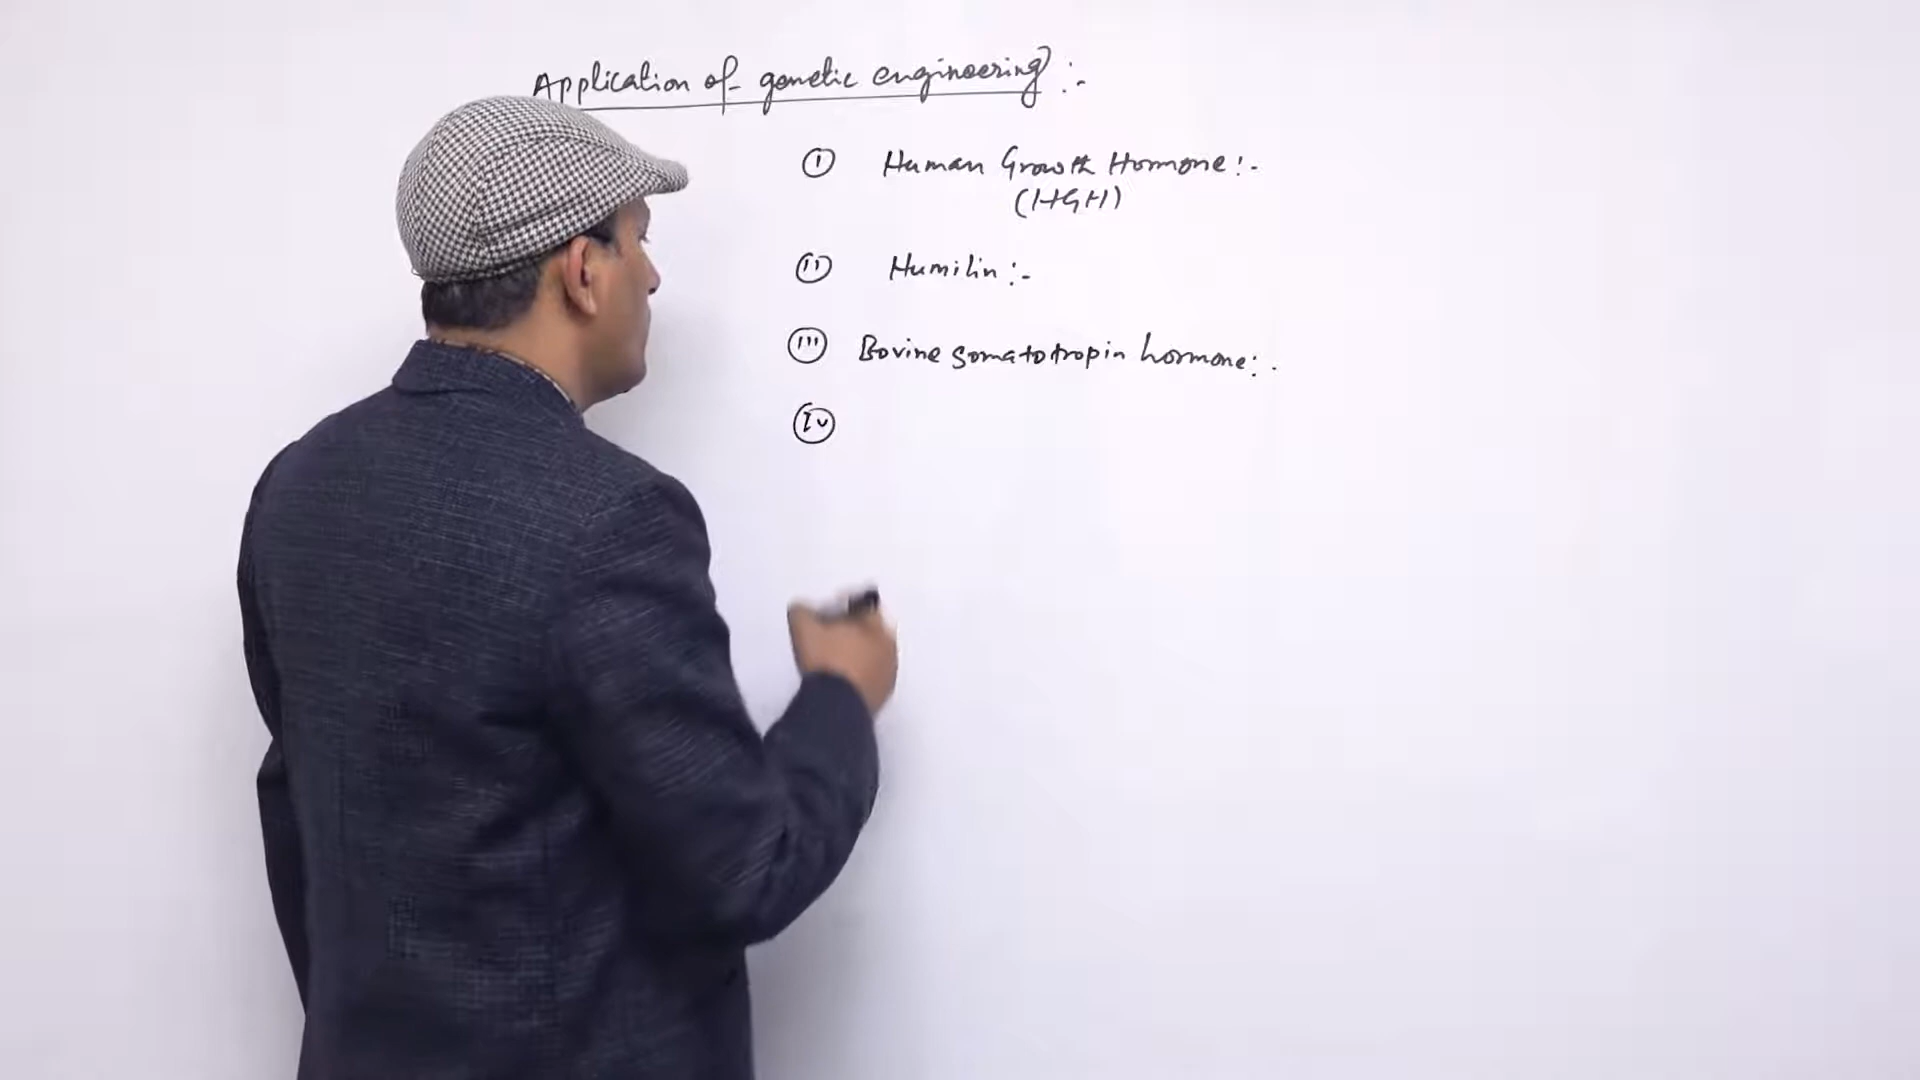 Application of genetic engineering :-
(i) Human Growth Hormone :-
(HGH)
(ii) Humilin :-
(iii) Bovine somatotropin hormone :-
(iv)